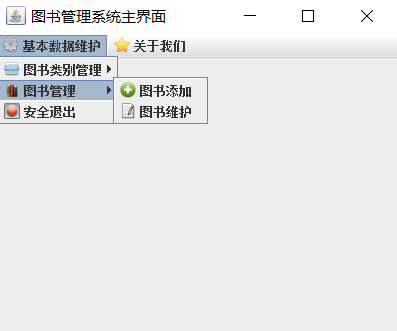 图书管理系统主界面
基本数据维护 关于我们
图书类别管理
图书管理 图书添加
安全退出 图书维护